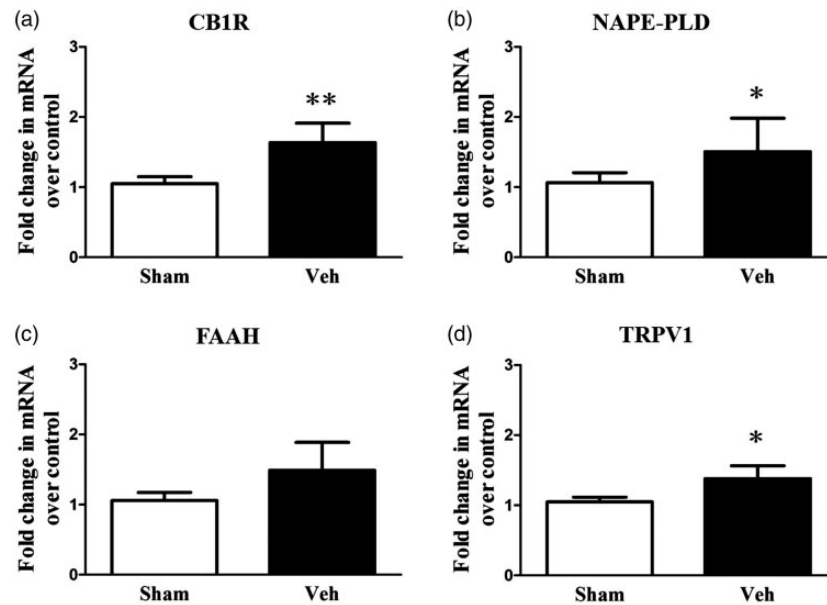 (a)
CB1R
Fold change in mRNA
over control
3
2
1
0
**
Sham
Veh
(b)
NAPE-PLD
Fold change in mRNA
over control
3
2
1
0
*
Sham
Veh
(c)
FAAH
Fold change in mRNA
over control
3
2
1
0
Sham
Veh
(d)
TRPV1
Fold change in mRNA
over control
3
2
1
0
*
Sham
Veh